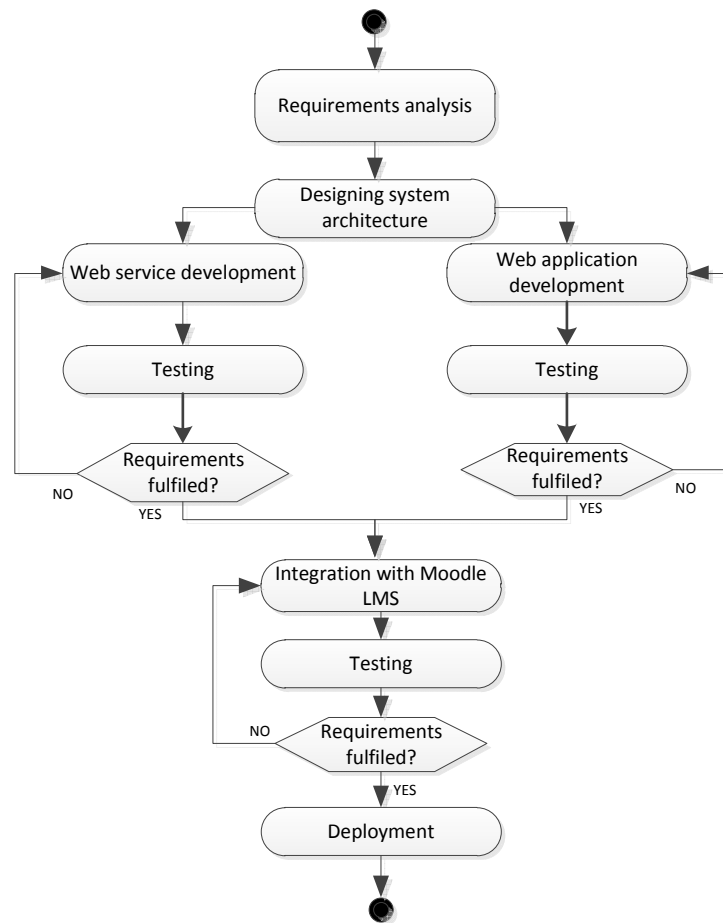 Requirements analysis
Designing system
architecture
Web service development
Web application
development
Testing
Testing
Requirements
fulfiled?
Requirements
fulfiled?
NO
YES
YES
NO
Integration with Moodle
LMS
Testing
Requirements
fulfiled?
NO
YES
Deployment